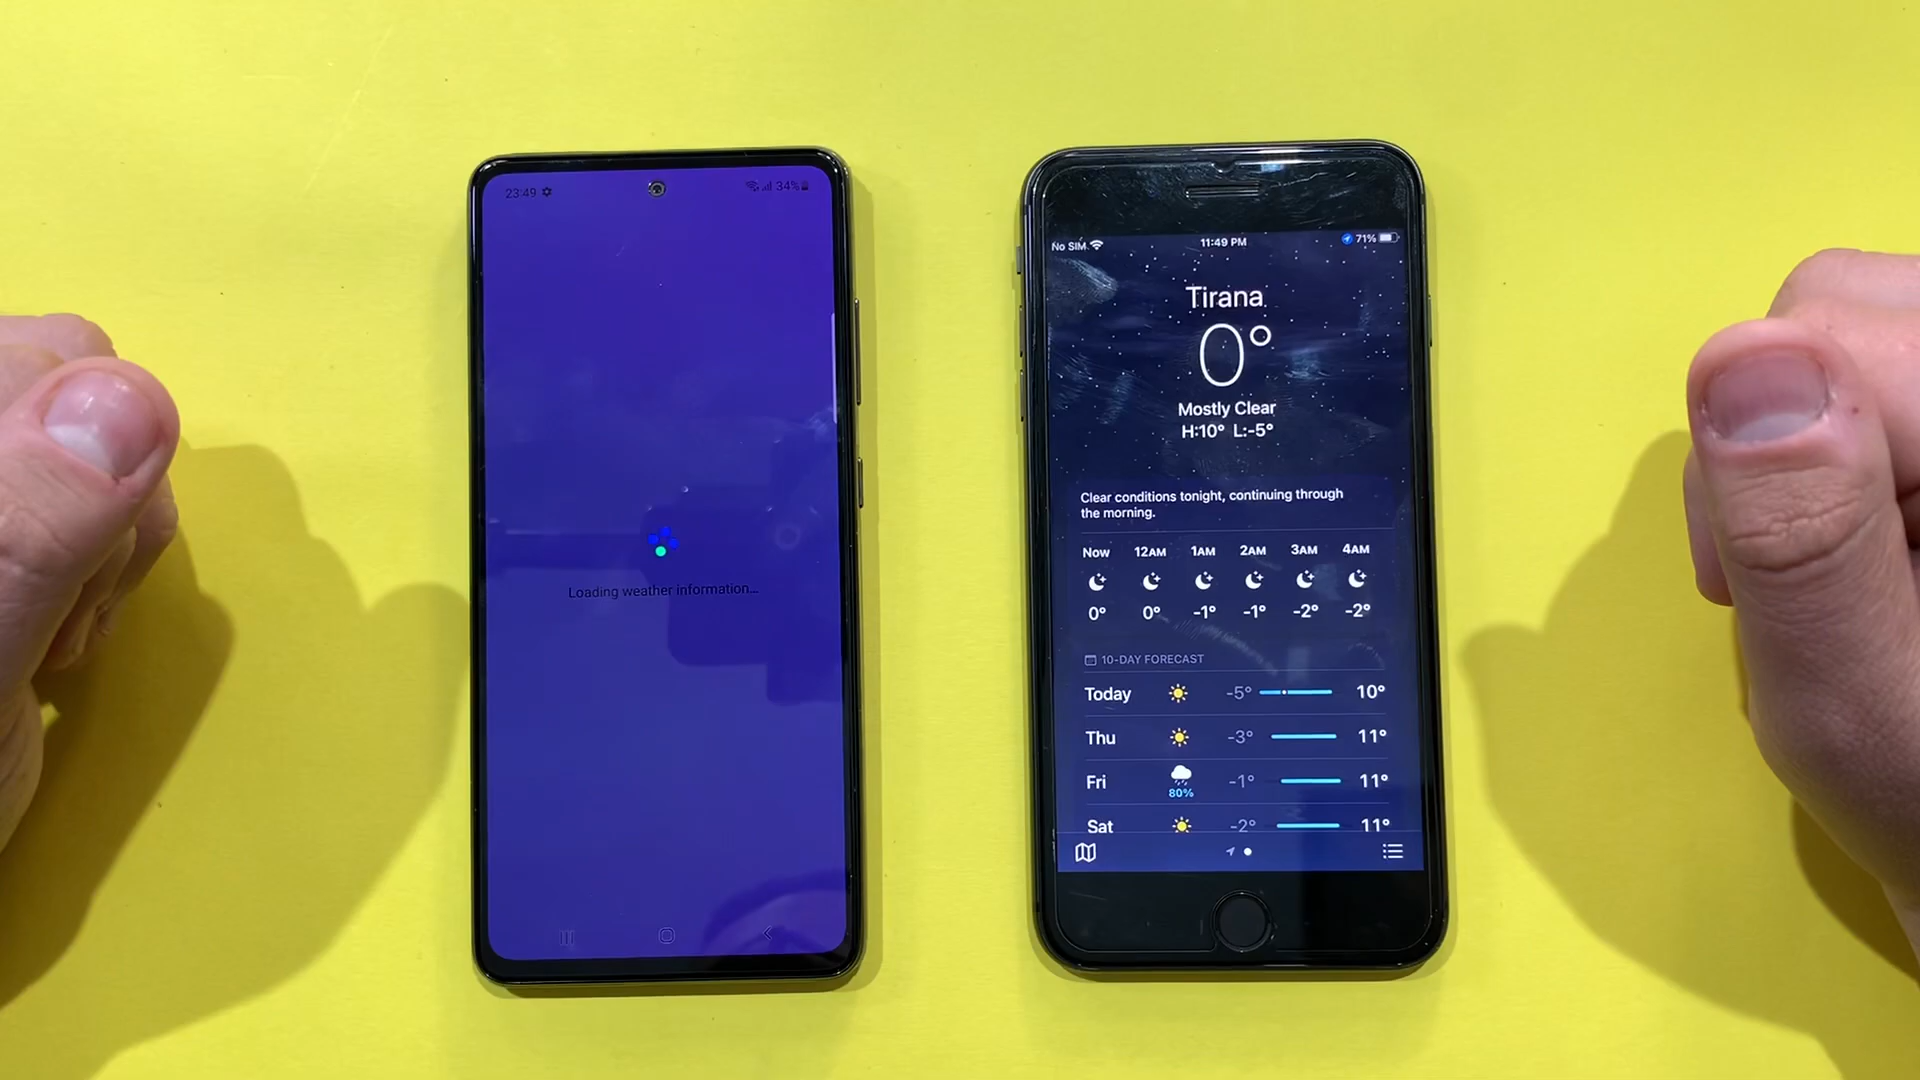 23:49
34%
Loading weather information...
No SIM
11:49 PM
71%
Tirana
0°
Mostly Clear
H:10° L:-5°
Clear conditions tonight, continuing through
the morning.
Now 12AM 1AM 2AM 3AM 4AM
0° 0° -1° -1° -2° -2°
10-DAY FORECAST
Today -5° 10°
Thu -3° 11°
Fri 80% -1° 11°
Sat -2° 11°